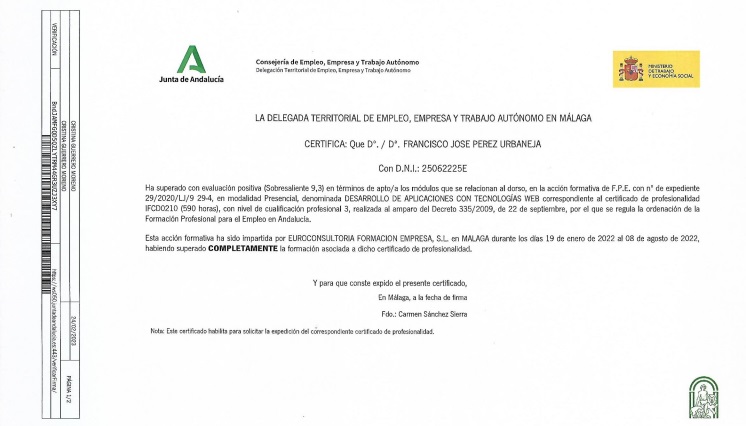 Junta de Andalucía
Consejería de Empleo, Empresa y Trabajo Autónomo
Delegación Territorial de Empleo, Empresa y Trabajo Autónomo
MINISTERIO
DE TRABAJO
Y ECONOMÍA SOCIAL
LA DELEGADA TERRITORIAL DE EMPLEO, EMPRESA Y TRABAJO AUTÓNOMO EN MÁLAGA
CERTIFICA: Que Dº. / Dª. FRANCISCO JOSE PEREZ URBANEJA
Con D.N.I.: 25062225E
Ha superado con evaluación positiva (Sobresaliente 9,3) en términos de apto/a los módulos que se relacionan al dorso, en la acción formativa de F.P.E. con nº de expediente
29/2020/LJ/9 29-4, en modalidad Presencial, denominada DESARROLLO DE APLICACIONES CON TECNOLOGÍAS WEB correspondiente al certificado de profesionalidad
IFCD0210 (590 horas), con nivel de cualificación profesional 3, realizada al amparo del Decreto 335/2009, de 22 de septiembre, por el que se regula la ordenación de la
Formación Profesional para el Empleo en Andalucía.
Esta acción formativa ha sido impartida por EUROCONSULTORIA FORMACION EMPRESA, S.L. en MALAGA durante los días 19 de enero de 2022 al 08 de agosto de 2022,
habiendo superado COMPLETAMENTE la formación asociada a dicho certificado de profesionalidad.
Y para que conste expido el presente certificado,
En Málaga, a la fecha de firma
Fdo.: Carmen Sánchez Sierra
Nota: Este certificado habilita para solicitar la expedición del correspondiente certificado de profesionalidad.
CRISTINA GUERRERO MORENO
CRISTINA GUERRERO MORENO
24/02/2023
PÁGINA 1/2
VERIFICACIÓN